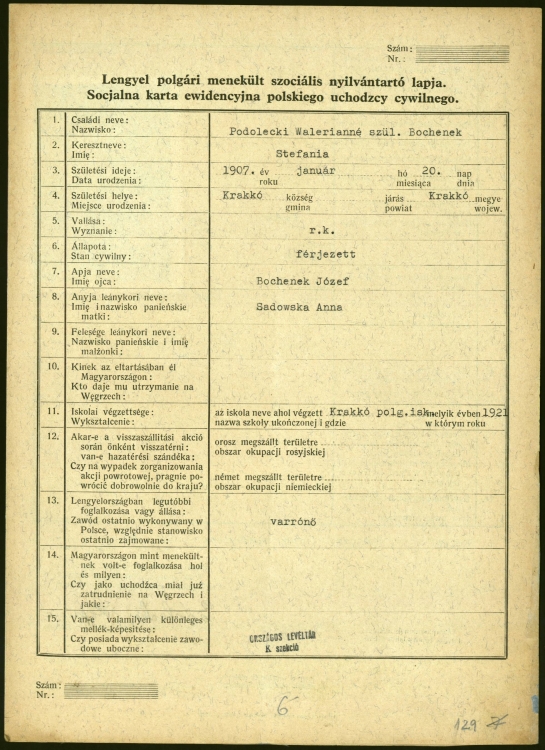 Szám:
Nr.:
Lengyel polgári menekült szociális nyilvántartó lapja.
Socjalna karta ewidencyjna polskiego uchodzcy cywilnego.
1. Családi neve:
Nazwisko:
Podolecki Walerianné szül. Bochenek
2. Keresztneve:
Imię:
Stefania
3. Születési ideje:
Data urodzenia:
1907. év január hó 20. nap
roku miesiąca dnia
4. Születési helye:
Miejsce urodzenia:
Krakkó község járás Krakkó megye
gmina powiat wojew.
5. Vallása:
Wyznanie:
r.k.
6. Állapota:
Stan cywilny:
férjezett
7. Apja neve:
Imię ojca:
Bochenek József
8. Anyja leánykori neve:
Imię i nazwisko panieńskie
matki:
Sadowska Anna
9. Felesége leánykori neve:
Nazwisko panieńskie i imię
małżonki:
10. Kinek az eltartásában él
Magyarországon:
Kto daje mu utrzymanie na
Węgrzech:
11. Iskolai végzettsége:
Wykształcenie:
az iskola neve ahol végzett Krakkó polg.isk. melyik évben 1921
nazwa szkoły ukończonej i gdzie w którym roku
12. Akar-e a visszaszállítási akció
során önként visszatérni:
van-e hazatérési szándéka:
Czy na wypadek zorganizowania
akcji powrotowej, pragnie po-
wrócić dobrowolnie do kraju?
orosz megszállt területre
obszar okupacji rosyjskiej
német megszállt területre
obszar okupacji niemieckiej
13. Lengyelországban legutóbbi
foglalkozása vagy állása:
Zawód ostatnio wykonywany w
Polsce, względnie stanowisko
ostatnio zajmowane:
varrónő
14. Magyarországon mint menekült-
nek volt-e foglalkozása hol
és milyen:
Czy jako uchodźca miał już
zatrudnienie na Węgrzech i
jakie:
15. Van-e valamilyen különleges
mellék-képesitése:
Czy posiada wykształcenie zawo-
dowe uboczne:
ORSZÁGOS LEVÉLTÁR
K szekció
Szám:
Nr.:
6
129